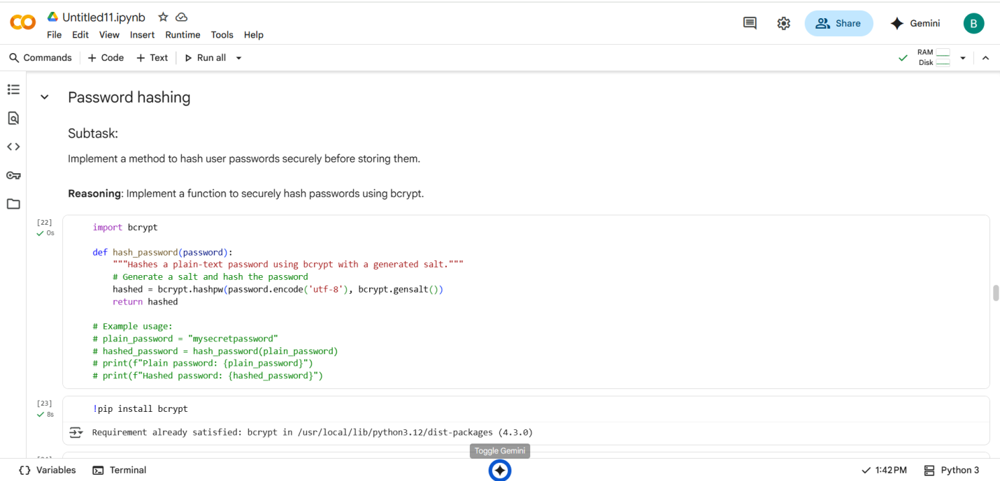 CO Untitled11.ipynb
File Edit View Insert Runtime Tools Help
Share
Gemini
B
Commands + Code + Text Run all
RAM
Disk
Password hashing
Subtask:
Implement a method to hash user passwords securely before storing them.
Reasoning: Implement a function to securely hash passwords using bcrypt.
[22]
0s
import bcrypt
def hash_password(password):
    """Hashes a plain-text password using bcrypt with a generated salt."""
    # Generate a salt and hash the password
    hashed = bcrypt.hashpw(password.encode('utf-8'), bcrypt.gensalt())
    return hashed
# Example usage:
# plain_password = "mysecretpassword"
# hashed_password = hash_password(plain_password)
# print(f"Plain password: {plain_password}")
# print(f"Hashed password: {hashed_password}")
[23]
8s
!pip install bcrypt
Requirement already satisfied: bcrypt in /usr/local/lib/python3.12/dist-packages (4.3.0)
Toggle Gemini
{} Variables Terminal
1:42 PM Python 3